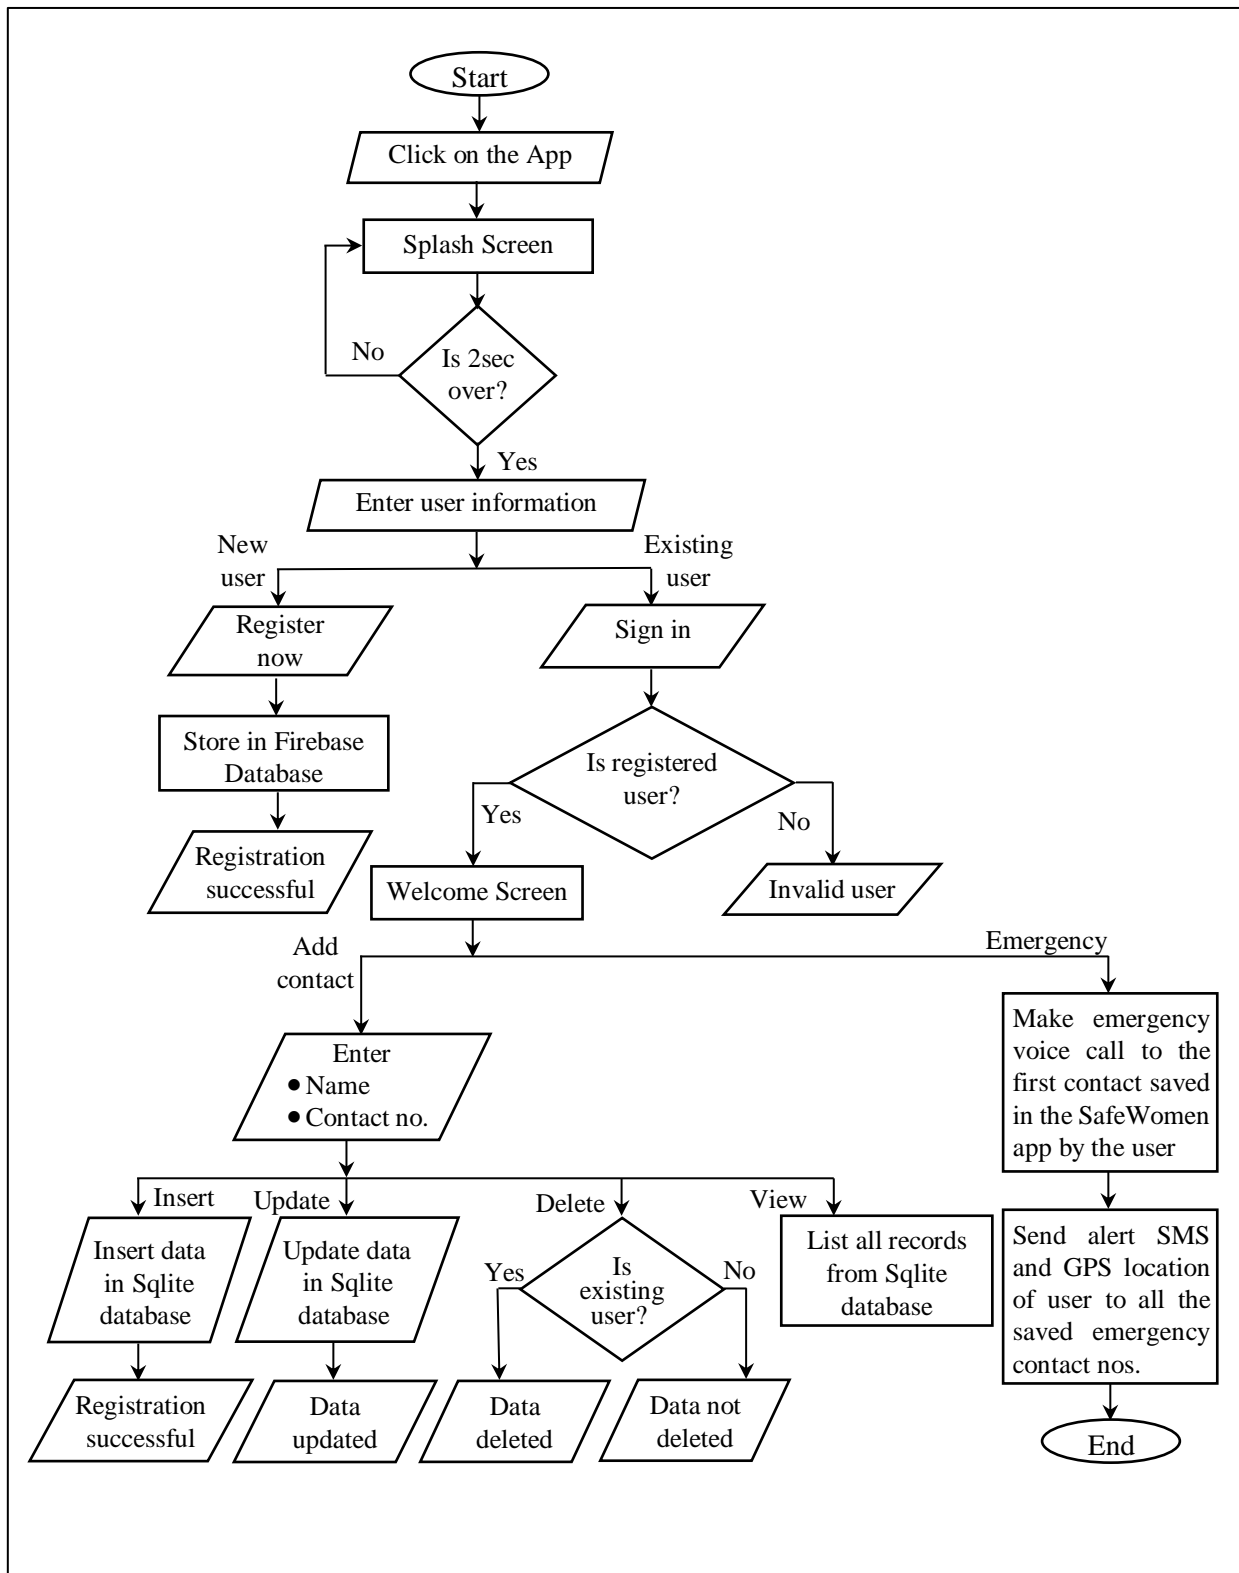 Start
Click on the App
Splash Screen
No
Is 2sec
over?
Yes
Enter user information
New
user
Existing
user
Register
now
Sign in
Store in Firebase
Database
Is registered
user?
Yes
No
Registration
successful
Welcome Screen
Invalid user
Add
contact
Emergency
Enter
● Name
● Contact no.
Make emergency
voice call to the
first contact saved
in the SafeWomen
app by the user
Insert
Update
Delete
View
Insert data
in Sqlite
database
Update data
in Sqlite
database
Yes
Is
existing
user?
No
List all records
from Sqlite
database
Send alert SMS
and GPS location
of user to all the
saved emergency
contact nos.
Registration
successful
Data
updated
Data
deleted
Data not
deleted
End